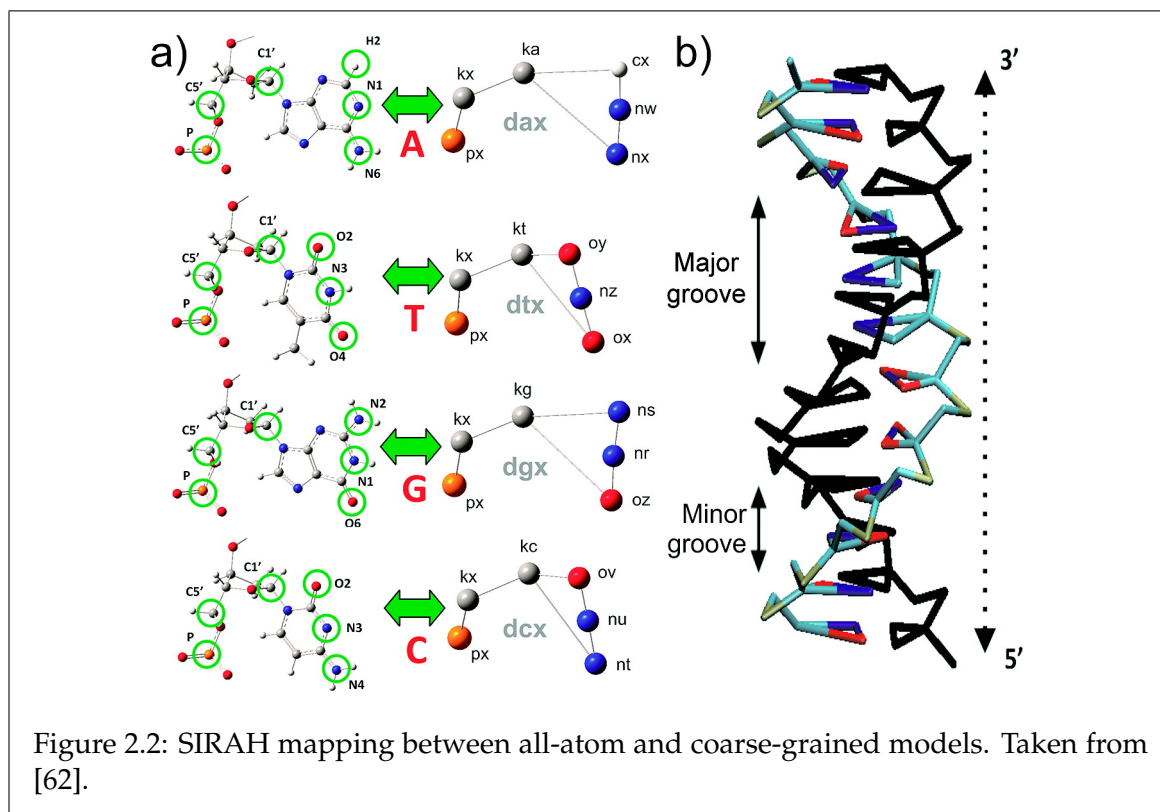 a)
C1'
H2
C5'
N1
P
N6
A
ka
cx
kx
nw
dax
px
nx
C1'
O2
C5'
N3
P
O4
T
kt
oy
kx
nz
dtx
px
ox
C1'
N2
C5'
P
N1
O6
G
kg
ns
kx
nr
dgx
px
oz
C1'
O2
C5'
N3
P
N4
C
kc
ov
kx
nu
dcx
px
nt
b)
3'
Major
groove
Minor
groove
5'
Figure 2.2: SIRAH mapping between all-atom and coarse-grained models. Taken from
[62].